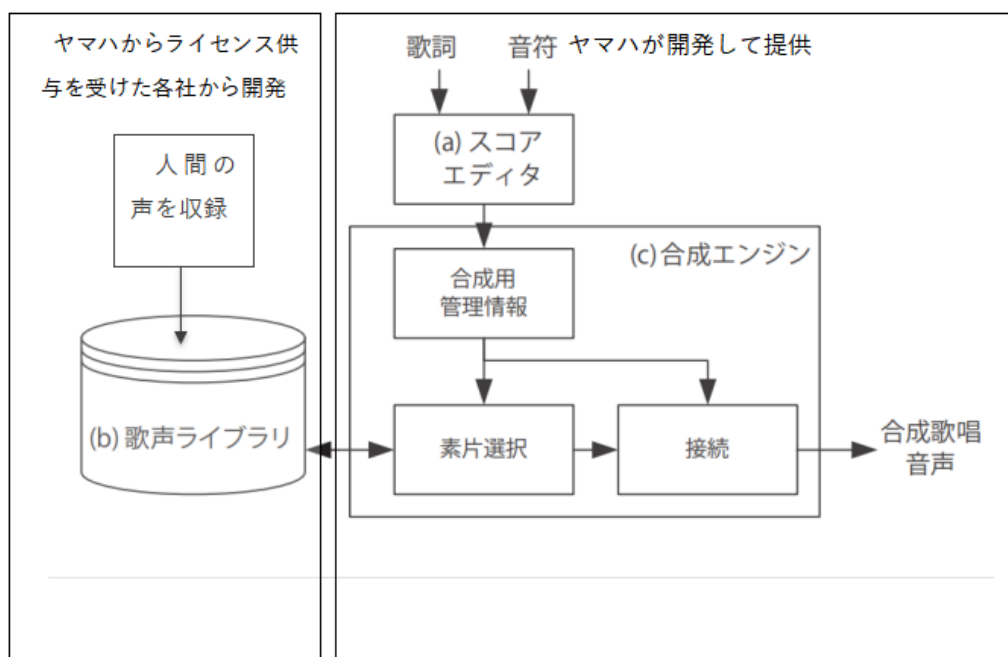 ヤマハからライセンス供
与を受けた各社から開発
人間の
声を収録
(b) 歌声ライブラリ
歌詞
音符
ヤマハが開発して提供
(a) スコア
エディタ
(c) 合成エンジン
合成用
管理情報
素片選択
接続
合成歌唱
音声